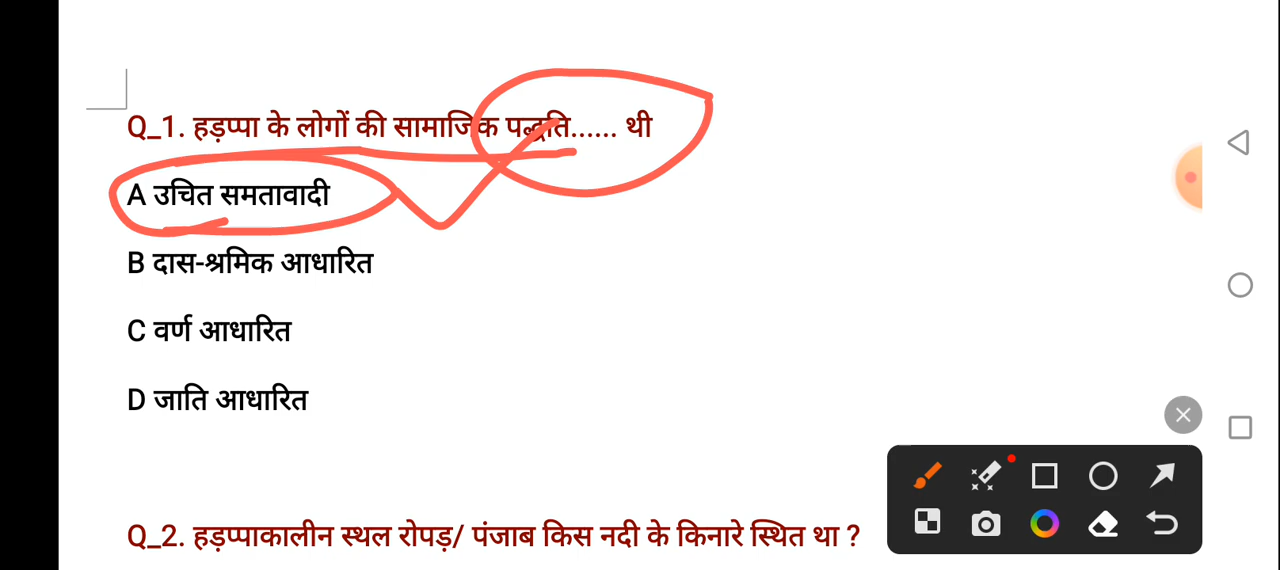 Q_1. हड़प्पा के लोगों की सामाजिक पद्धति...... थी
A उचित समतावादी
B दास-श्रमिक आधारित
C वर्ण आधारित
D जाति आधारित
Q_2. हड़प्पाकालीन स्थल रोपड़/ पंजाब किस नदी के किनारे स्थित था ?